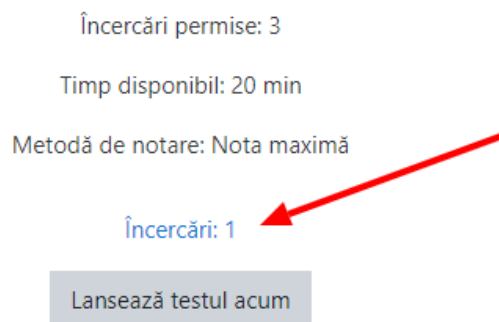 Încercări permise: 3
Timp disponibil: 20 min
Metodă de notare: Nota maximă
Încercări: 1
Lansează testul acum